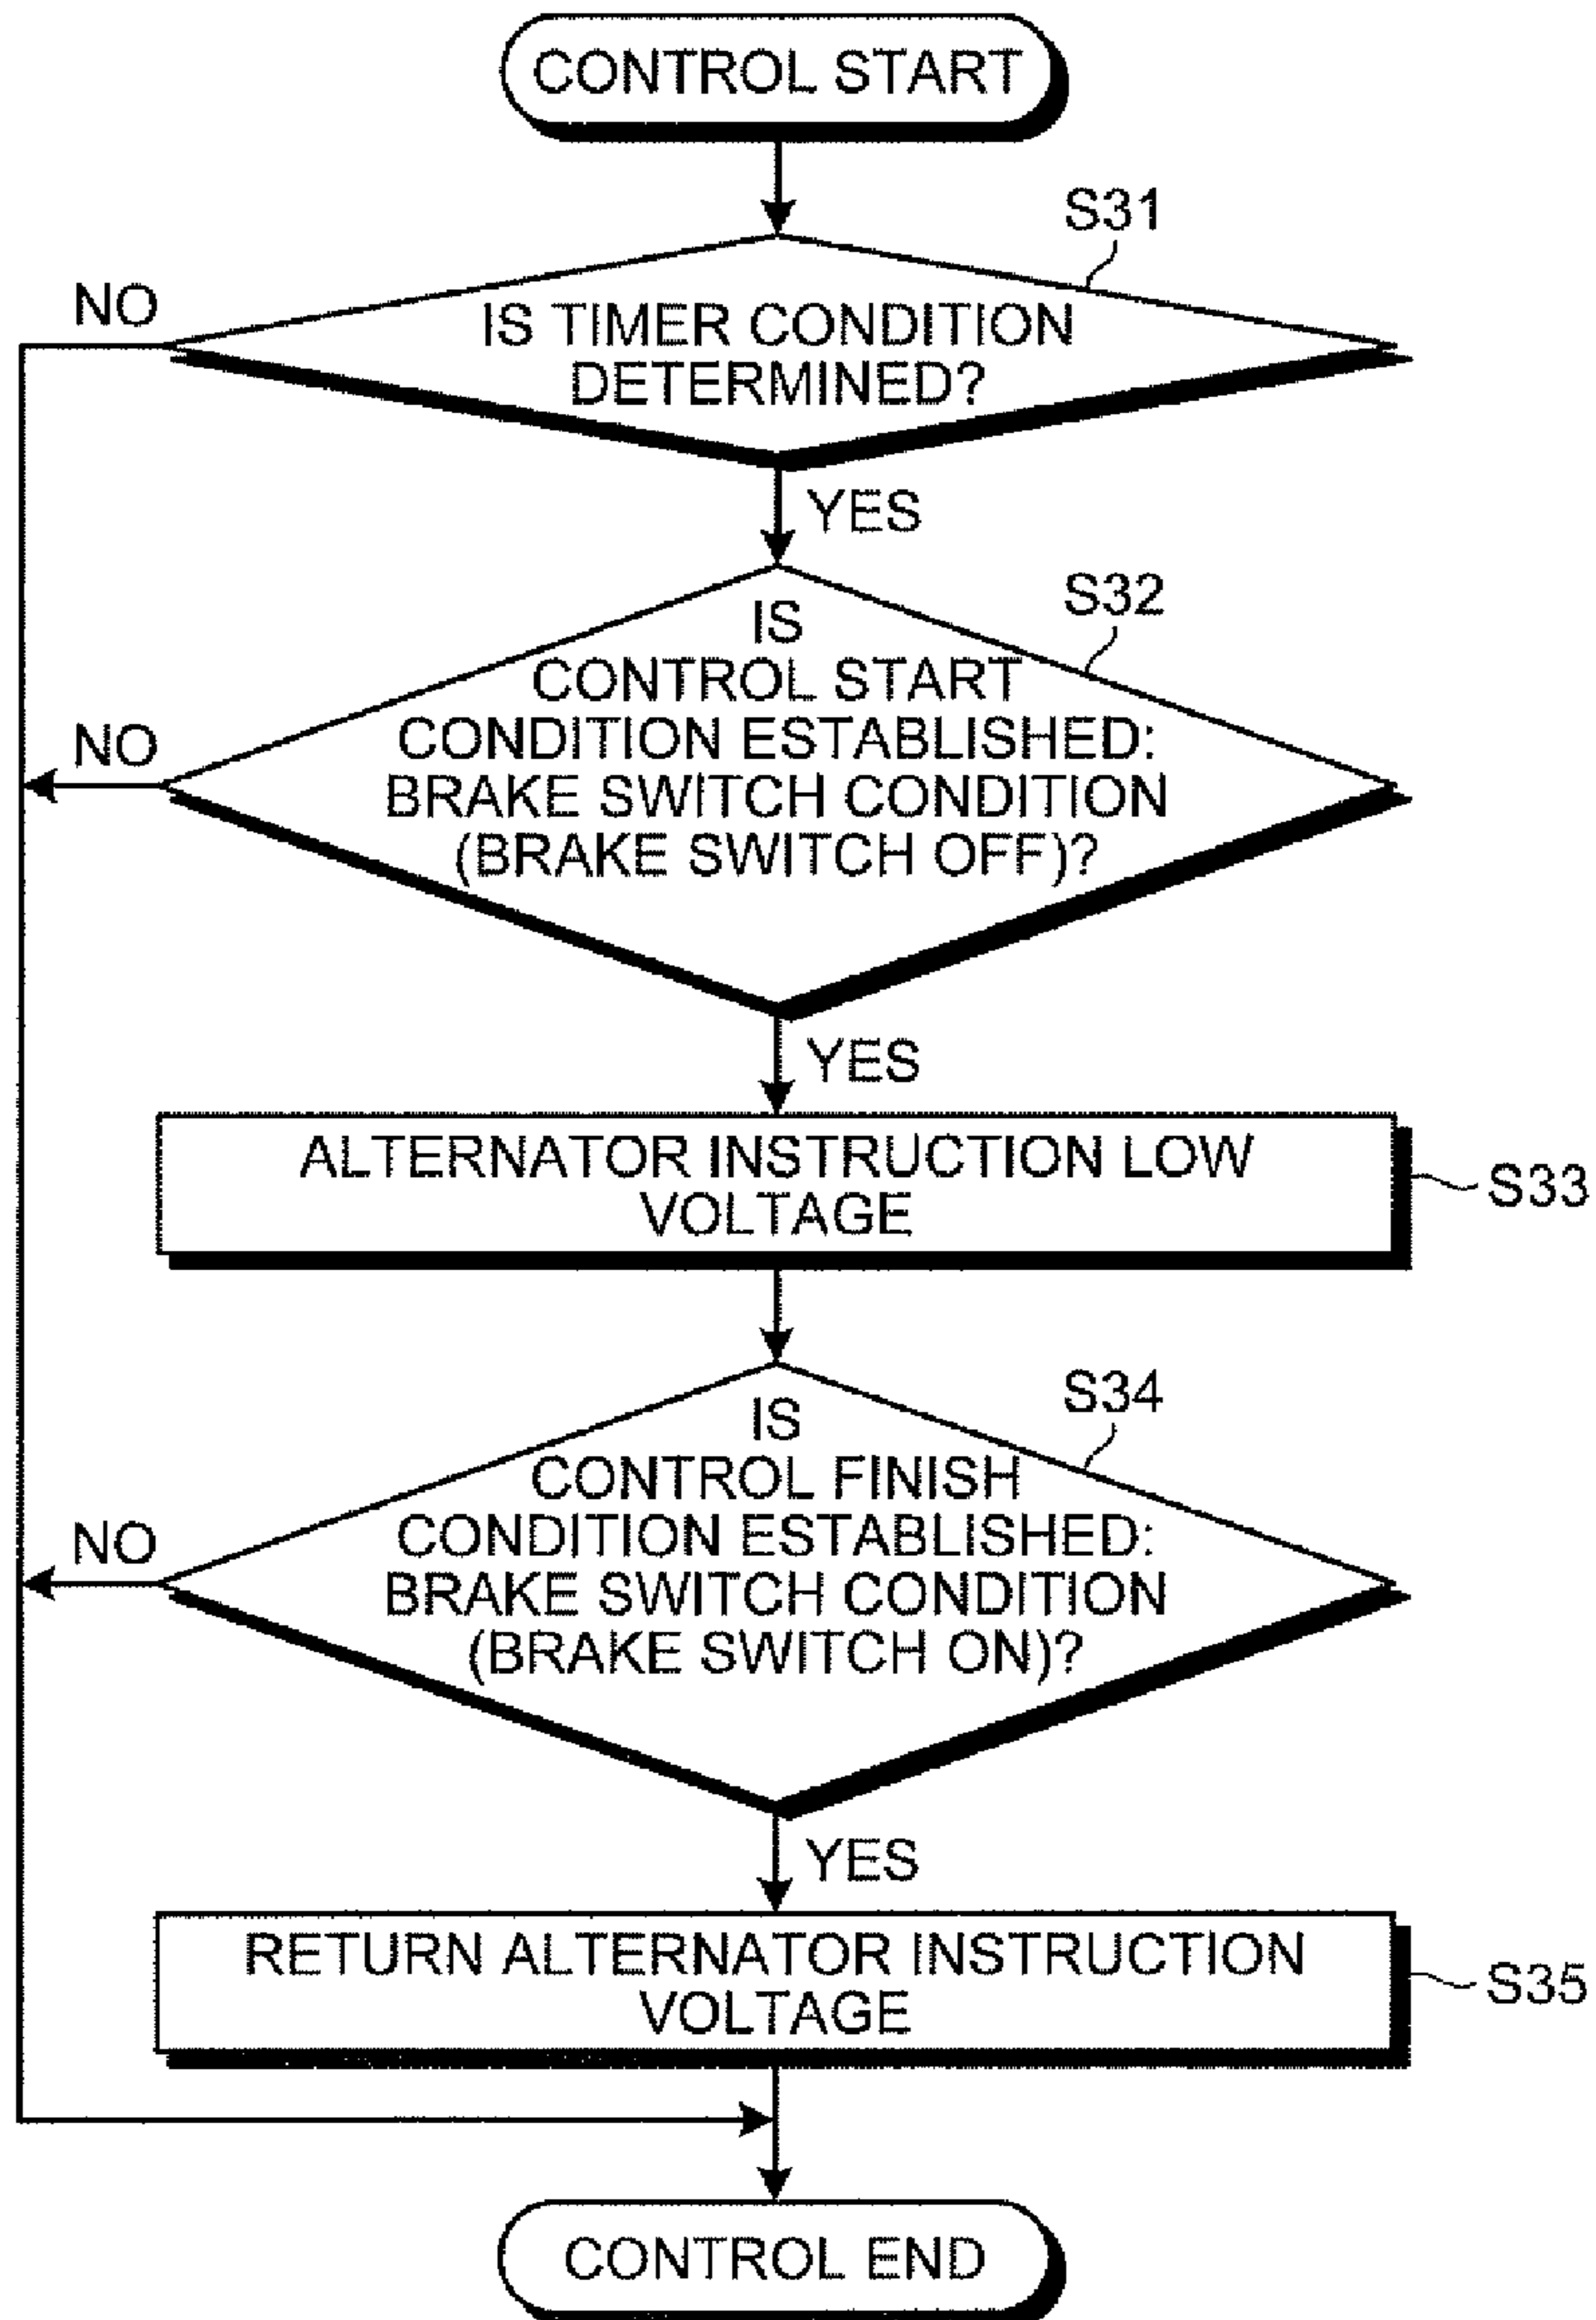 CONTROL START
S31
NO
IS TIMER CONDITION
DETERMINED?
YES
S32
IS
CONTROL START
CONDITION ESTABLISHED:
NO
BRAKE SWITCH CONDITION
(BRAKE SWITCH OFF)?
YES
ALTERNATOR INSTRUCTION LOW
VOLTAGE
S33
S34
IS
CONTROL FINISH
CONDITION ESTABLISHED:
NO
BRAKE SWITCH CONDITION
(BRAKE SWITCH ON)?
YES
RETURN ALTERNATOR INSTRUCTION
VOLTAGE
S35
CONTROL END